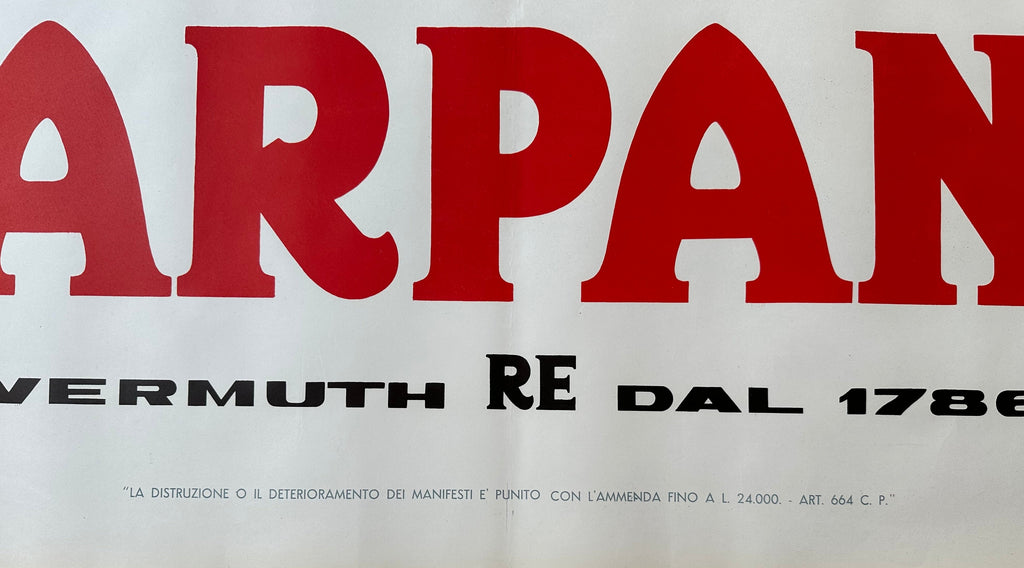 ARPAN
VERMUTH RE DAL 1786
"LA DISTRUZIONE O IL DETERIORAMENTO DEI MANIFESTI E' PUNITO CON L'AMMENDA FINO A L. 24.000. - ART. 664 C. P."